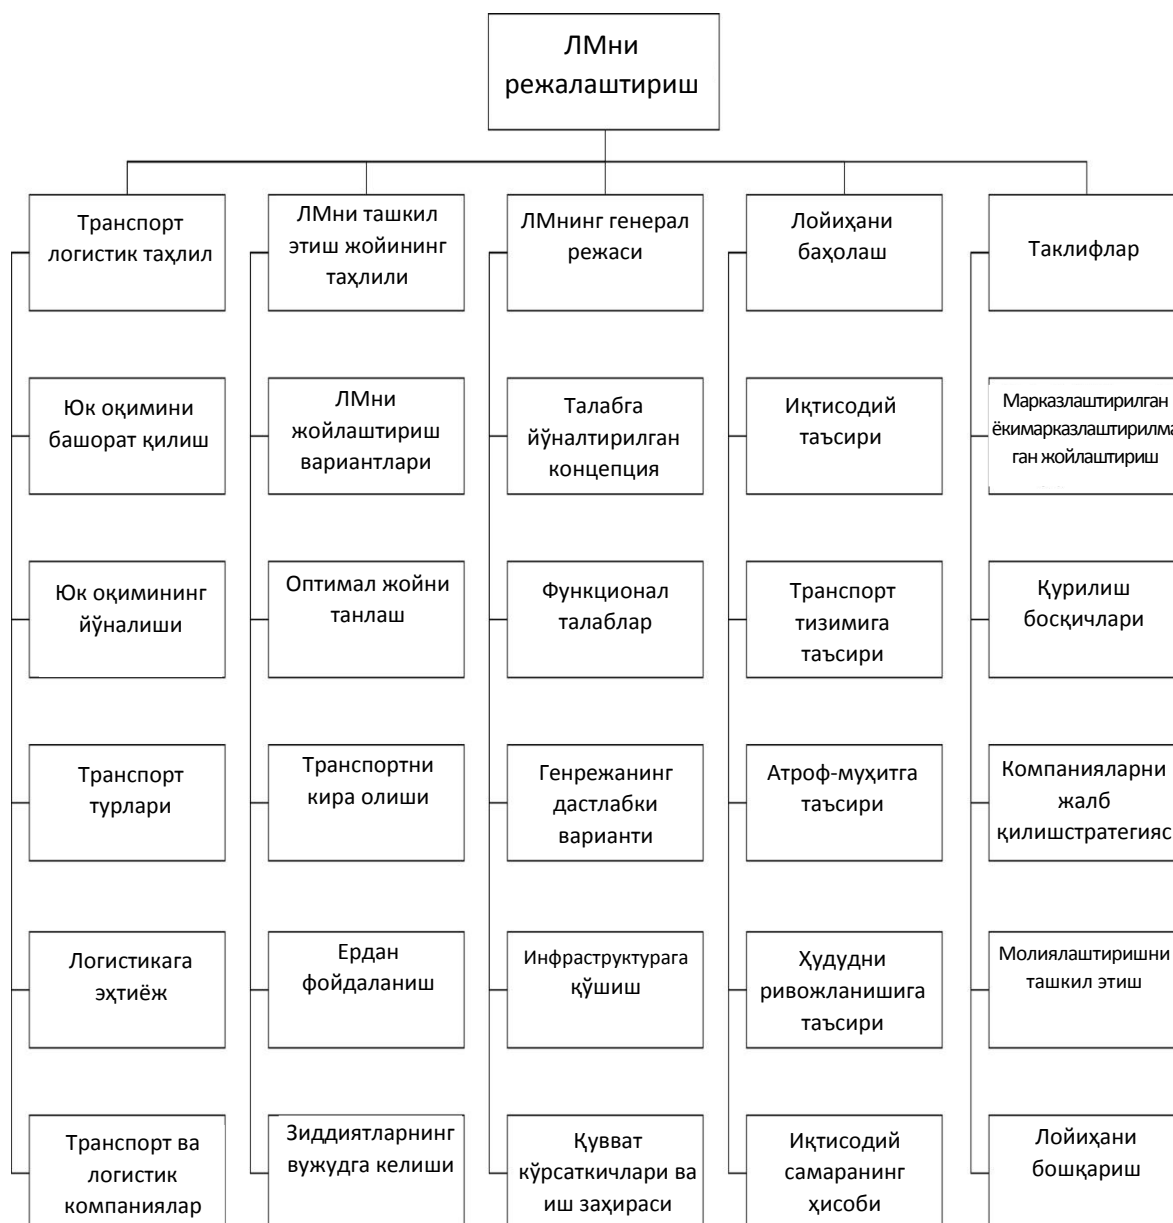 ЛМни
режалаштириш
Транспорт
логистик таҳлил
ЛМни ташкил
этиш жойининг
таҳлили
ЛМнинг генерал
режаси
Лойиҳани
баҳолаш
Таклифлар
Юк оқимини
башорат қилиш
ЛМни
жойлаштириш
вариантлари
Талабга
йўналтирилган
концепция
Иқтисодий
таъсири
Марказлаштирилган
ёкимарказлаштирилма
ган жойлаштириш
Юк оқимининг
йўналиши
Оптимал жойни
танлаш
Функционал
талаблар
Транспорт
тизимига
таъсири
Қурилиш
босқичлари
Транспорт
турлари
Транспортни
кира олиши
Генрежанинг
дастлабки
варианти
Атроф-муҳитга
таъсири
Компанияларни
жалб
қилишстратегияс
Логистикага
эҳтиёж
Ердан
фойдаланиш
Инфраструктурага
қўшиш
Ҳудудни
ривожланишига
таъсири
Молиялаштиришни
ташкил этиш
Транспорт ва
логистик
компаниялар
Зиддиятларнинг
вужудга келиши
Қувват
кўрсаткичлари ва
иш заҳираси
Иқтисодий
самаранинг
ҳисоби
Лойиҳани
бошқариш